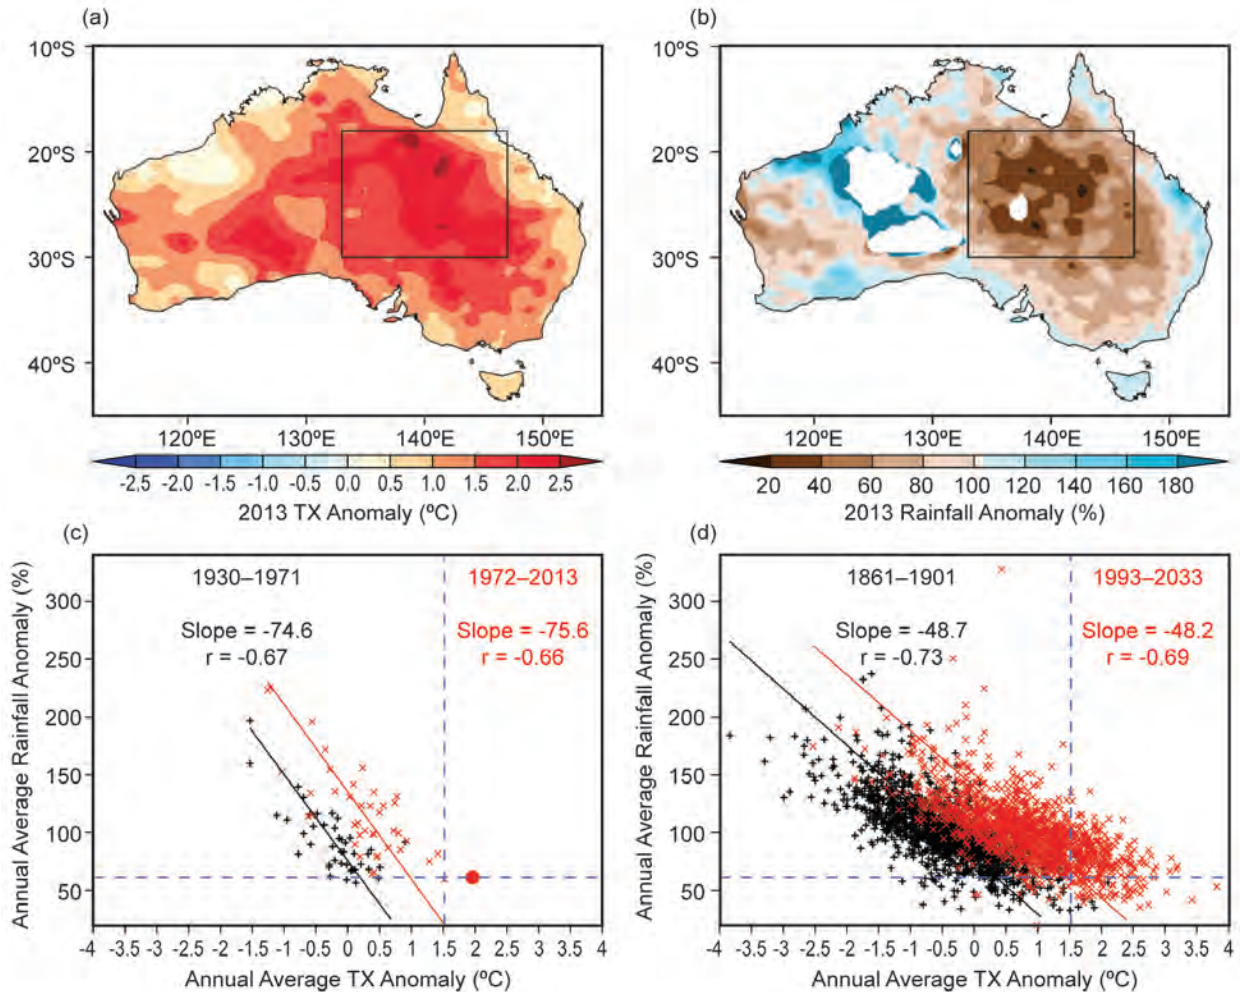 (a)
10ºS
20ºS
30ºS
40ºS
120ºE 130ºE 140ºE 150ºE
-2.5 -2.0 -1.5 -1.0 -0.5 0.0 0.5 1.0 1.5 2.0 2.5
2013 TX Anomaly (ºC)
(b)
10ºS
20ºS
30ºS
40ºS
120ºE 130ºE 140ºE 150ºE
20 40 60 80 100 120 140 160 180
2013 Rainfall Anomaly (%)
(c)
Annual Average Rainfall Anomaly (%)
300
250
200
150
100
50
1930–1971
Slope = -74.6
r = -0.67
1972–2013
Slope = -75.6
r = -0.66
-4 -3.5 -3 -2.5 -2 -1.5 -1 -0.5 0 0.5 1 1.5 2 2.5 3 3.5 4
Annual Average TX Anomaly (ºC)
(d)
Annual Average Rainfall Anomaly (%)
300
250
200
150
100
50
1861–1901
Slope = -48.7
r = -0.73
1993–2033
Slope = -48.2
r = -0.69
-4 -3.5 -3 -2.5 -2 -1.5 -1 -0.5 0 0.5 1 1.5 2 2.5 3 3.5 4
Annual Average TX Anomaly (ºC)